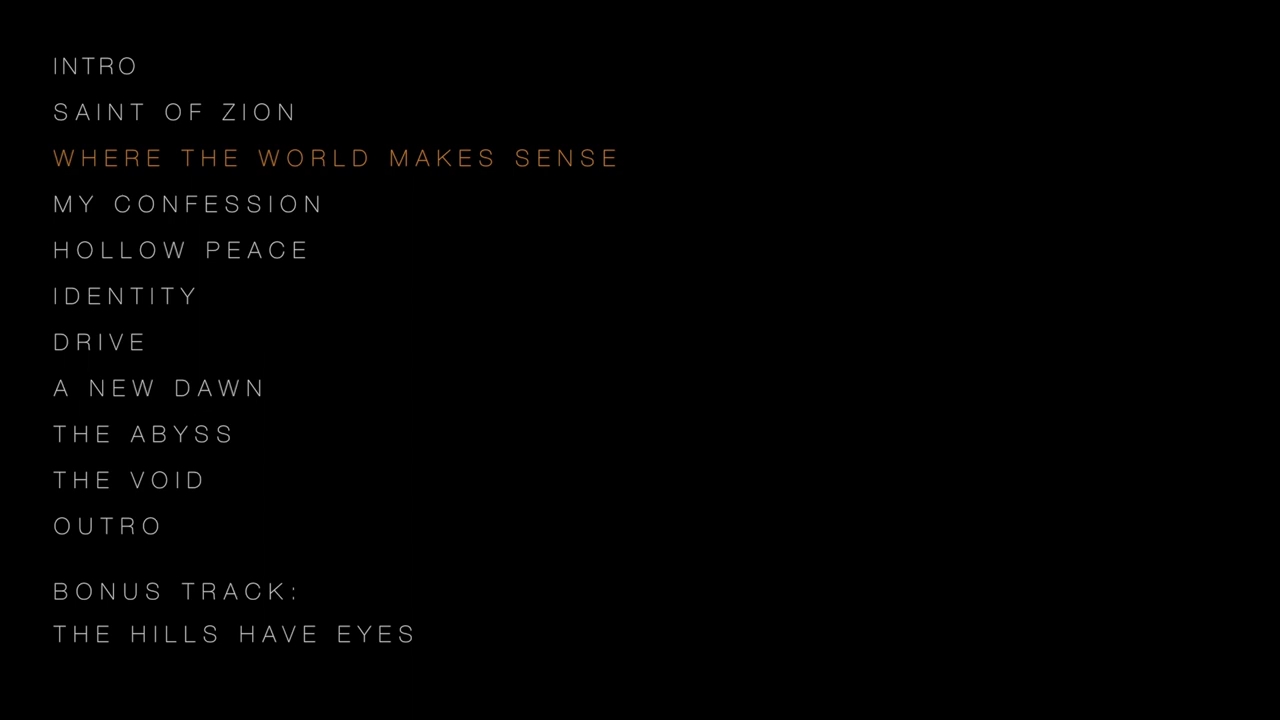 INTRO
SAINT OF ZION
WHERE THE WORLD MAKES SENSE
MY CONFESSION
HOLLOW PEACE
IDENTITY
DRIVE
A NEW DAWN
THE ABYSS
THE VOID
OUTRO
BONUS TRACK:
THE HILLS HAVE EYES